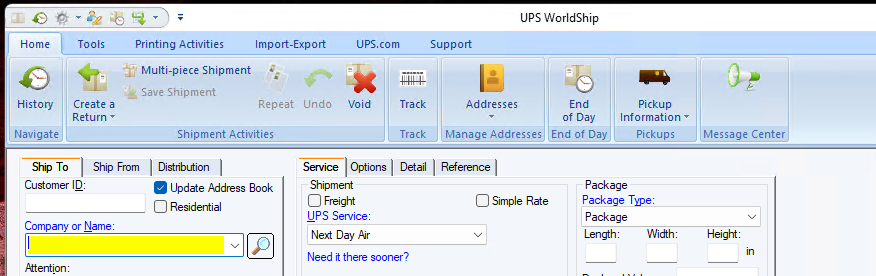 UPS WorldShip
Home Tools Printing Activities Import-Export UPS.com Support
History
Create a Return
Multi-piece Shipment
Save Shipment
Repeat
Undo
Void
Track
Addresses
End of Day
Pickup Information
Navigate Shipment Activities Track Manage Addresses End of Day Pickups Message Center
Ship To Ship From Distribution
Customer ID:
Update Address Book
Residential
Company or Name:
Attention:
Service Options Detail Reference
Shipment
Freight
Simple Rate
UPS Service:
Next Day Air
Need it there sooner?
Package
Package Type:
Package
Length: Width: Height:
in